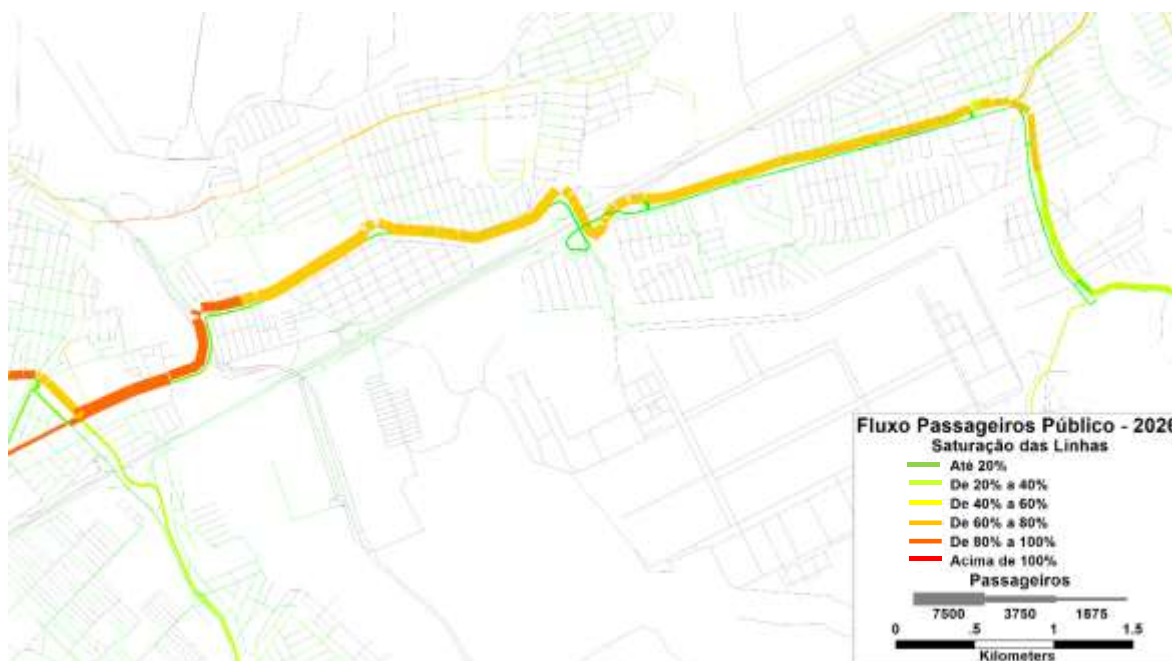 Fluxo Passageiros Público - 2026
Saturação das Linhas
Até 20%
De 20% a 40%
De 40% a 60%
De 60% a 80%
De 80% a 100%
Acima de 100%
Passageiros
7500 3750 1875
0 .5 1 1.5
Kilometers